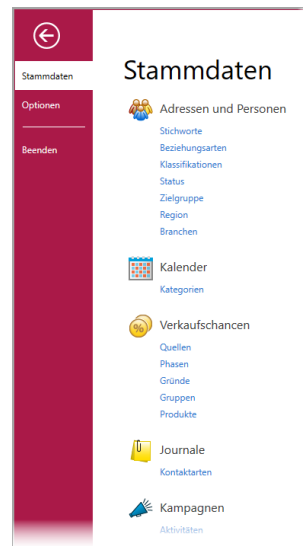 Stammdaten
Optionen
Beenden
Stammdaten
Adressen und Personen
Stichworte
Beziehungsarten
Klassifikationen
Status
Zielgruppe
Region
Branchen
Kalender
Kategorien
Verkaufschancen
%
Quellen
Phasen
Gründe
Gruppen
Produkte
Journale
Kontaktarten
Kampagnen
Aktivitäten